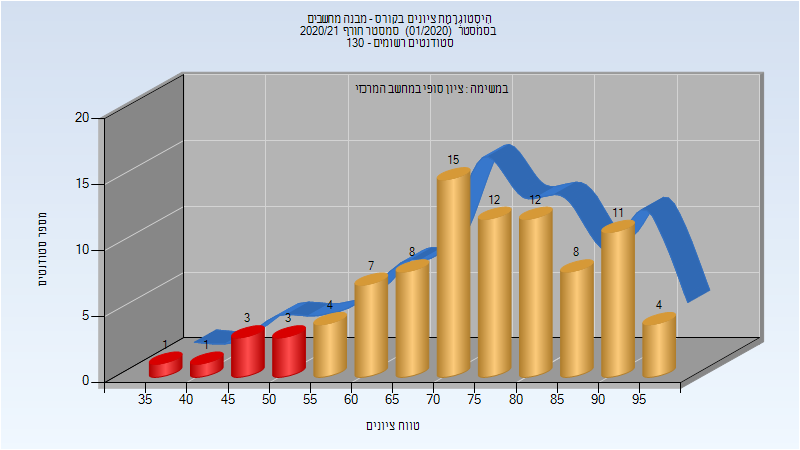 היסטוגרמת ציונים בקורס - מבנה מחשבים
בסמסטר (01/2020) סמסטר חורף 2020/21
סטודנטים רשומים - 130
במשימה : ציון סופי במחשב המרכזי
מספר סטודנטים
20
15
10
5
0
1
1
3
3
4
7
8
15
12
12
8
11
4
35 40 45 50 55 60 65 70 75 80 85 90 95
טווח ציונים